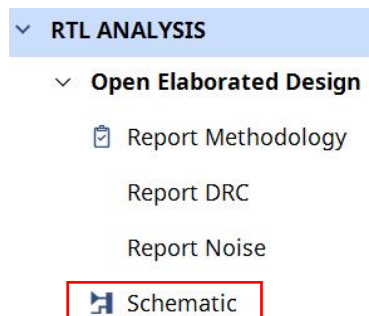 RTL ANALYSIS
Open Elaborated Design
Report Methodology
Report DRC
Report Noise
Schematic